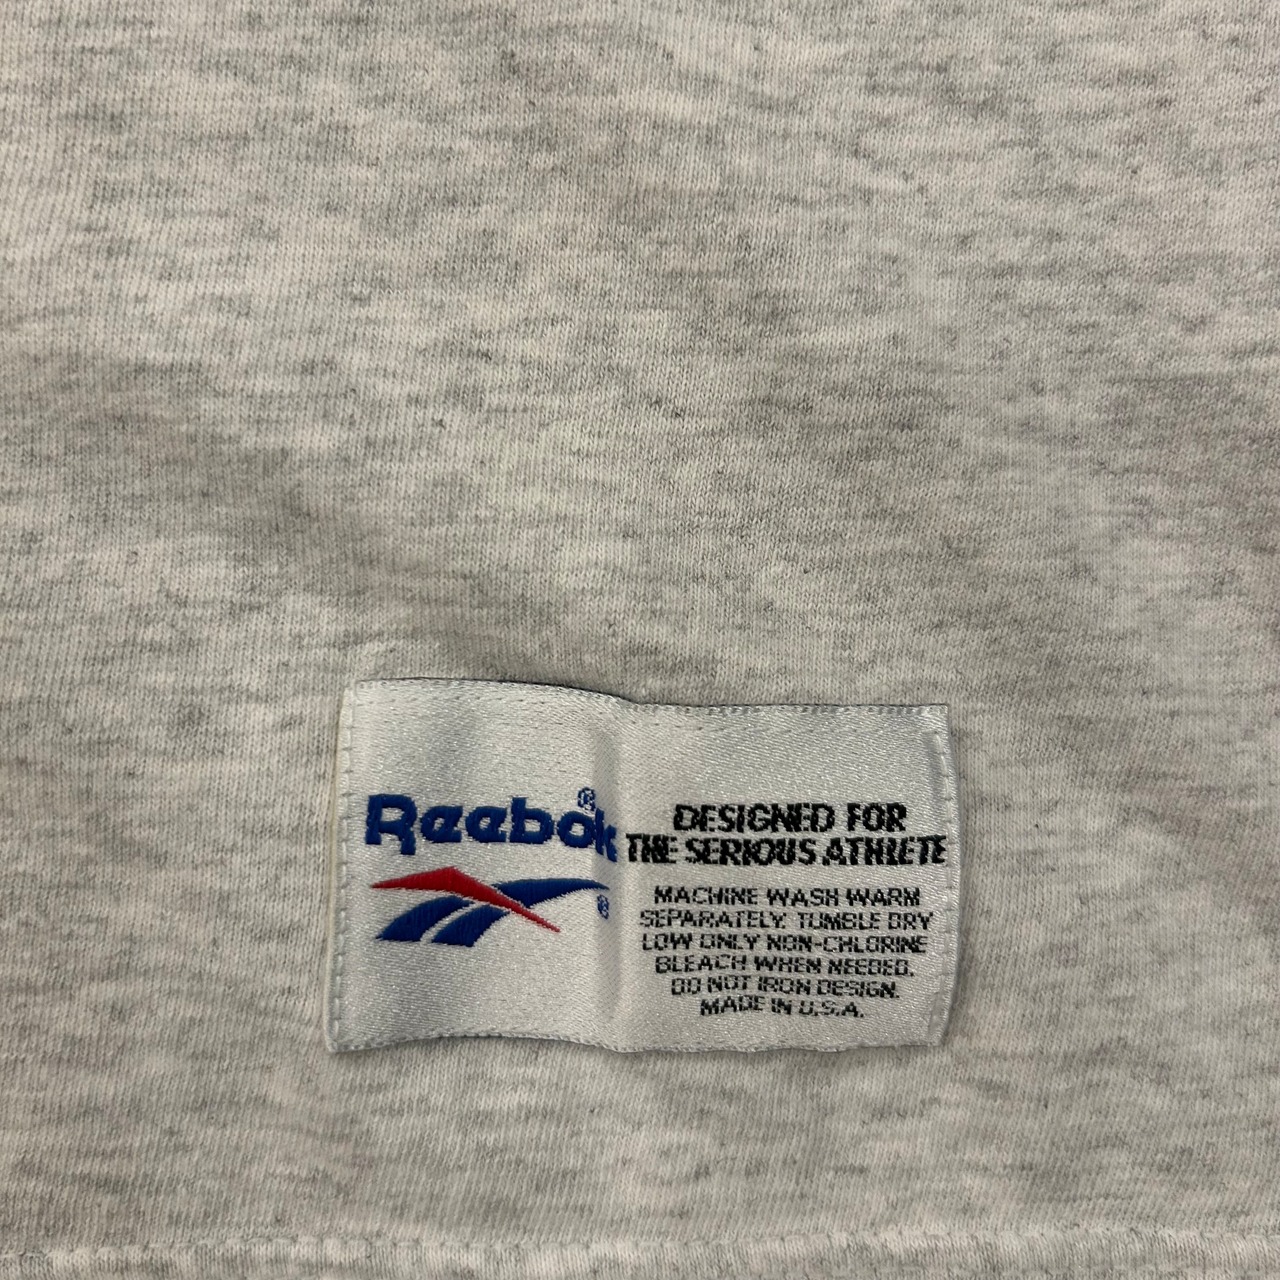 Reebok®
®
DESIGNED FOR
THE SERIOUS ATHLETE
MACHINE WASH WARM
SEPARATELY. TUMBLE DRY
LOW ONLY NON-CHLORINE
BLEACH WHEN NEEDED.
DO NOT IRON DESIGN.
MADE IN U.S.A.